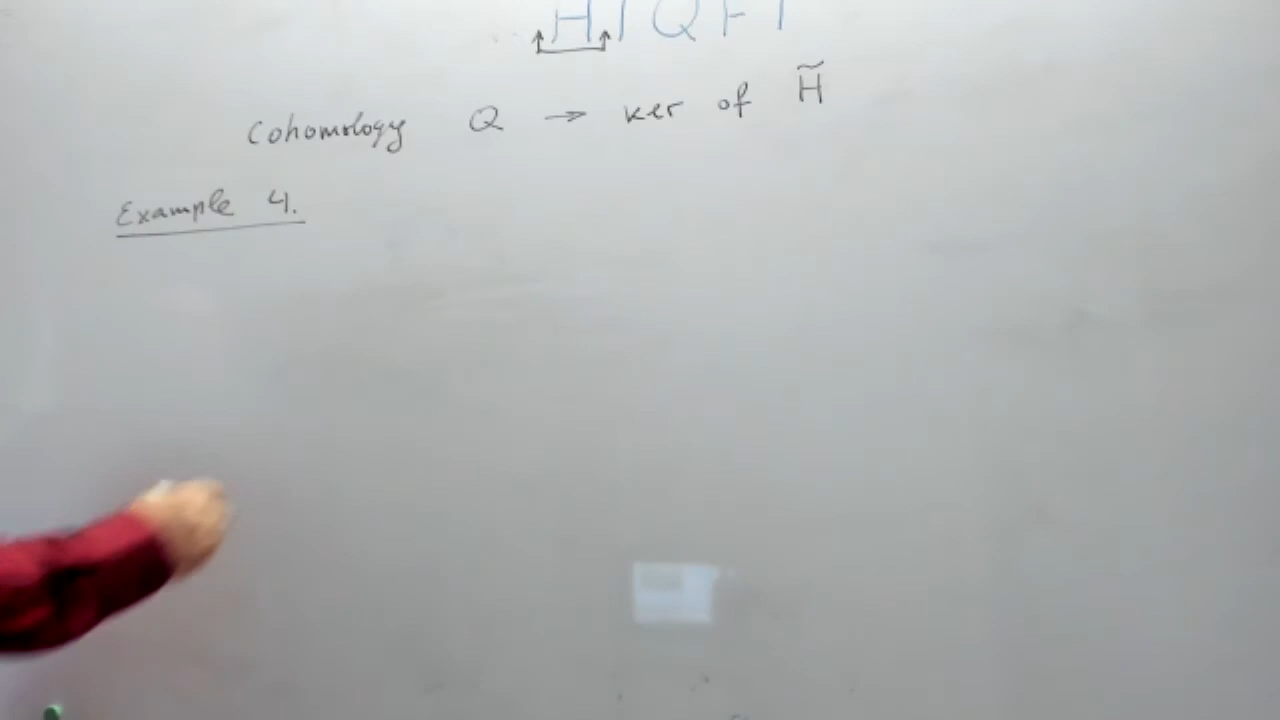 HTQFT
Cohomology Q → ker of H̃
Example 4.